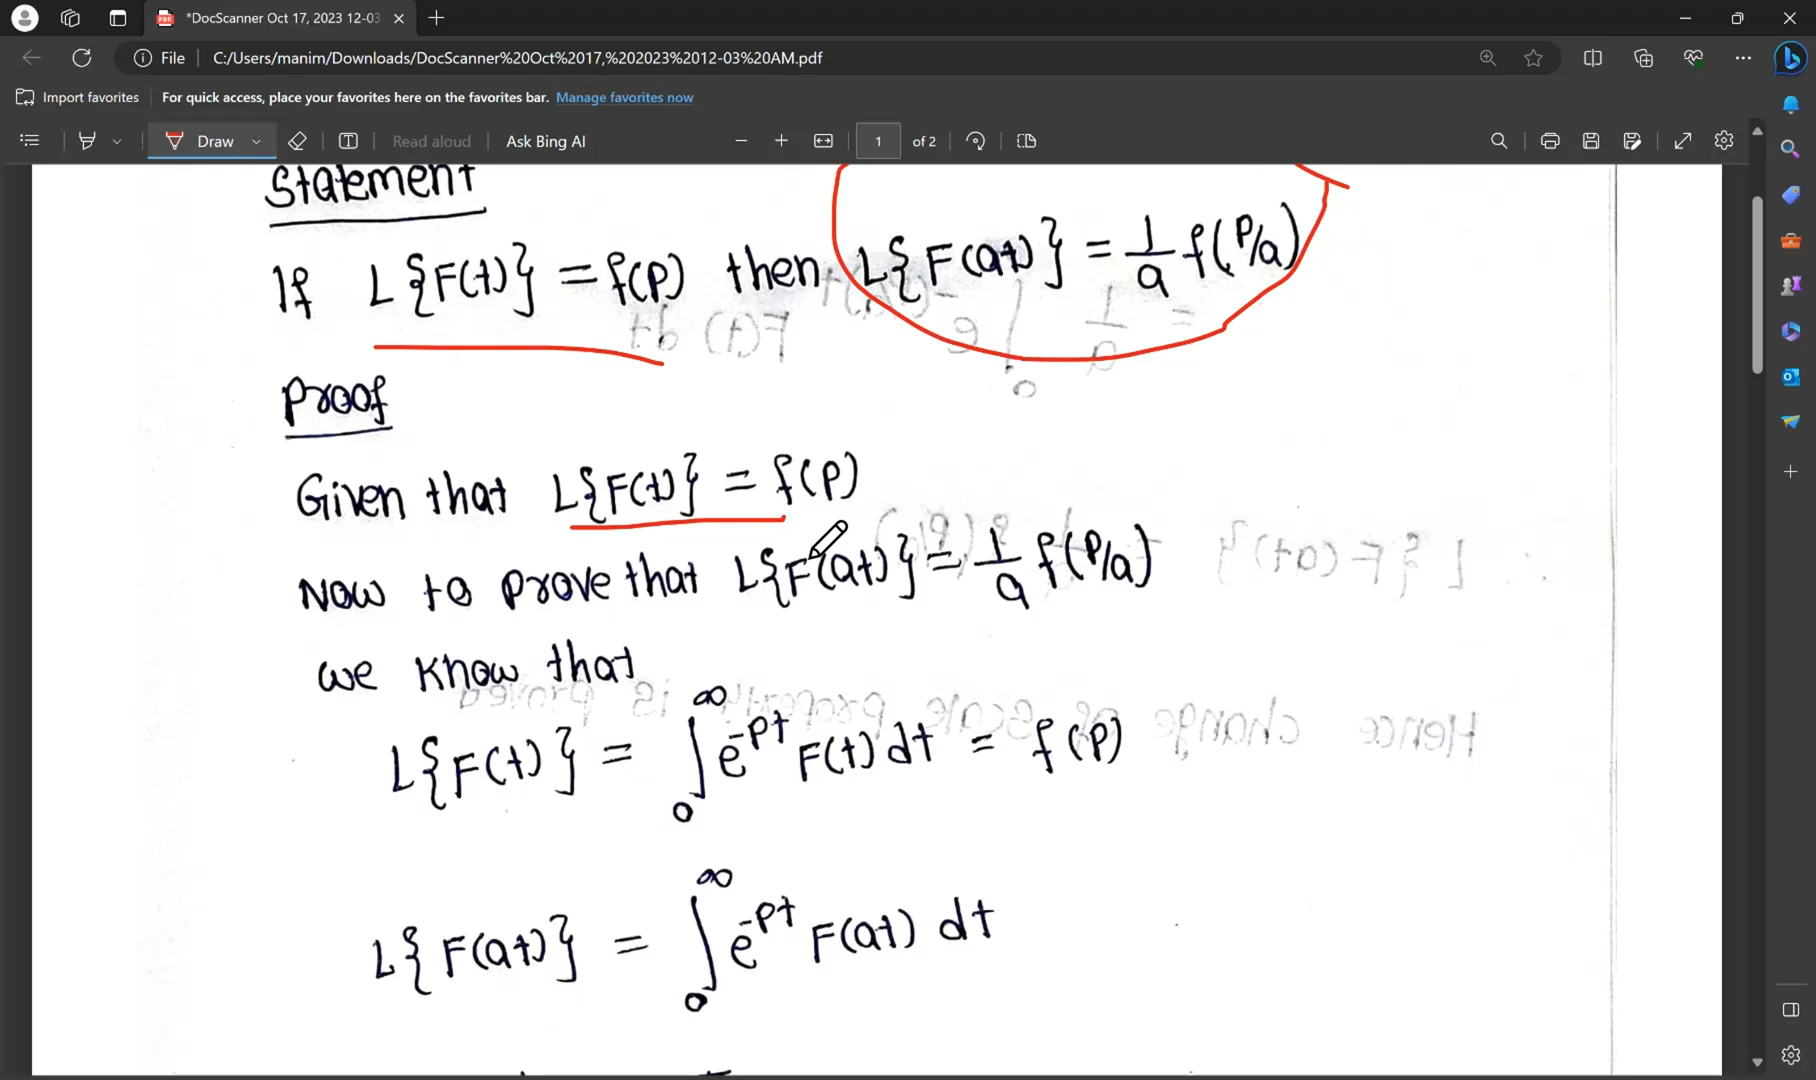 *DocScanner Oct 17, 2023 12-03
File C:/Users/manim/Downloads/DocScanner%20Oct%2017,%202023%2012-03%20AM.pdf
Import favorites For quick access, place your favorites here on the favorites bar. Manage favorites now
Draw Read aloud Ask Bing AI 1 of 2
Statement
If L{F(t)} = f(p) then L{F(at)} = 1/a f(p/a)
Proof
Given that L{F(t)} = f(p)
Now to prove that L{F(at)} = 1/a f(p/a)
we know that
L{F(t)} = ∫₀^∞ e^-pt F(t) dt = f(p)
L{F(at)} = ∫₀^∞ e^-pt F(at) dt